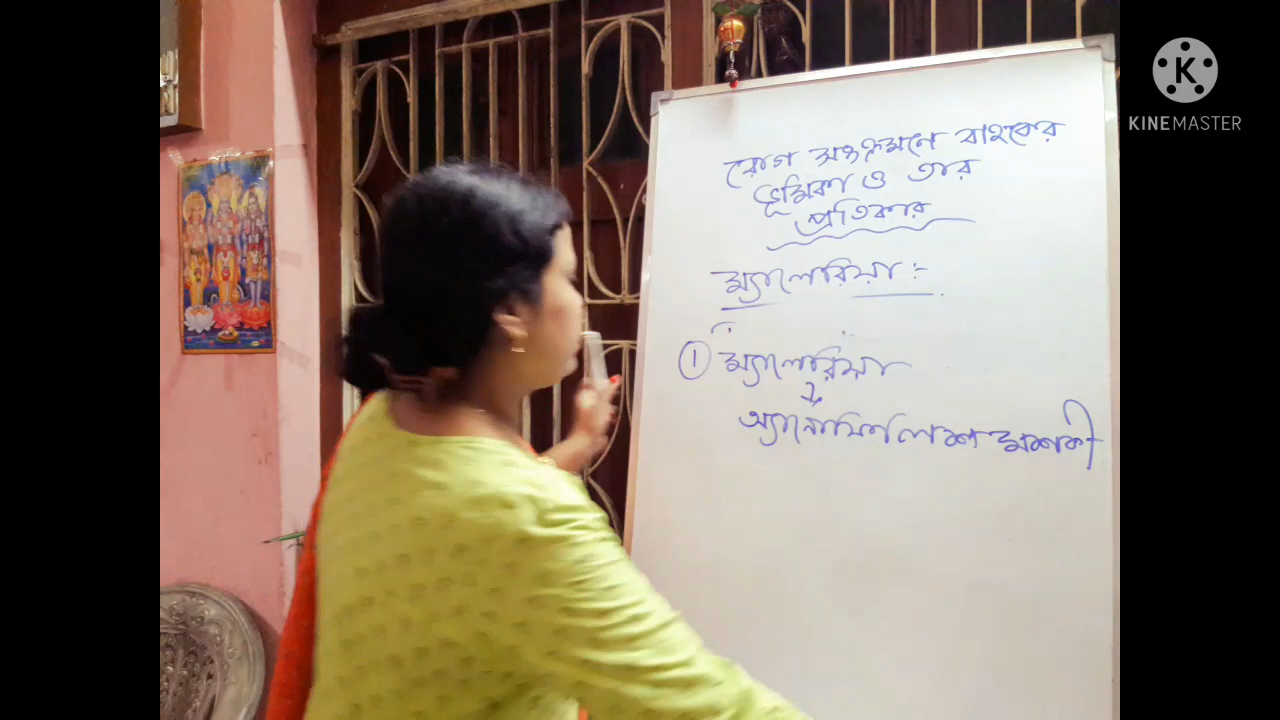 রোগ সংক্রমণে বাহকের
ভূমিকা ও তার
প্রতিকার
ম্যালেরিয়া :-
① ম্যালেরিয়া
অ্যানোফিলিশ মশকী
KINEMASTER